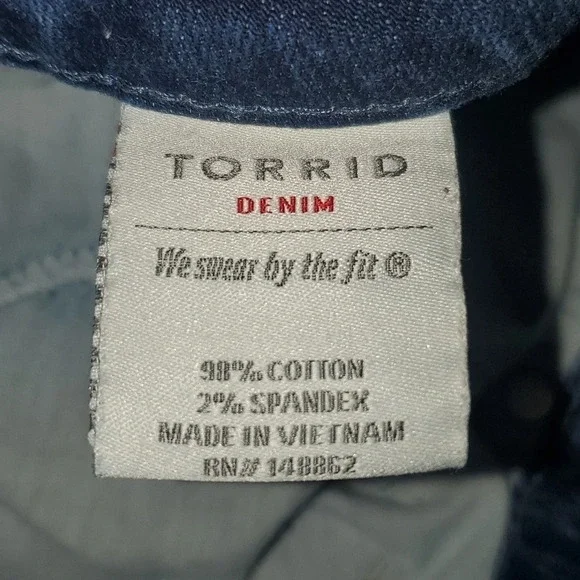 TORRID
DENIM
We swear by the fit ®
98% COTTON
2% SPANDEX
MADE IN VIETNAM
RN# 148862